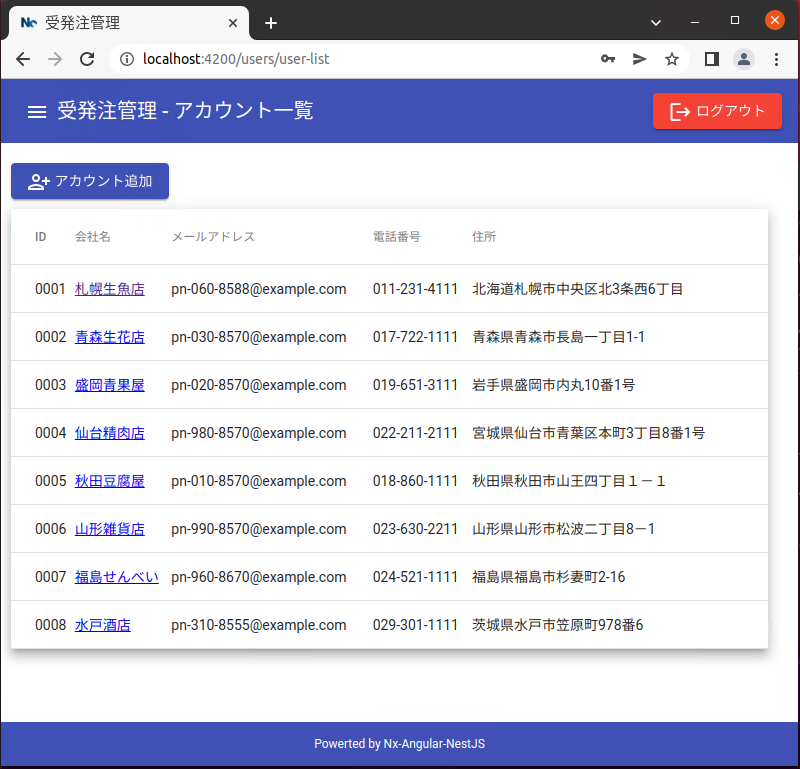 受発注管理
localhost:4200/users/user-list
受発注管理 - アカウント一覧
ログアウト
アカウント追加
ID 会社名 メールアドレス 電話番号 住所
0001 札幌生魚店 pn-060-8588@example.com 011-231-4111 北海道札幌市中央区北3条西6丁目
0002 青森生花店 pn-030-8570@example.com 017-722-1111 青森県青森市長島一丁目1-1
0003 盛岡青果屋 pn-020-8570@example.com 019-651-3111 岩手県盛岡市内丸10番1号
0004 仙台精肉店 pn-980-8570@example.com 022-211-2111 宮城県仙台市青葉区本町3丁目8番1号
0005 秋田豆腐屋 pn-010-8570@example.com 018-860-1111 秋田県秋田市山王四丁目１－１
0006 山形雑貨店 pn-990-8570@example.com 023-630-2211 山形県山形市松波二丁目8－1
0007 福島せんべい pn-960-8670@example.com 024-521-1111 福島県福島市杉妻町2-16
0008 水戸酒店 pn-310-8555@example.com 029-301-1111 茨城県水戸市笠原町978番6
Powerted by Nx-Angular-NestJS